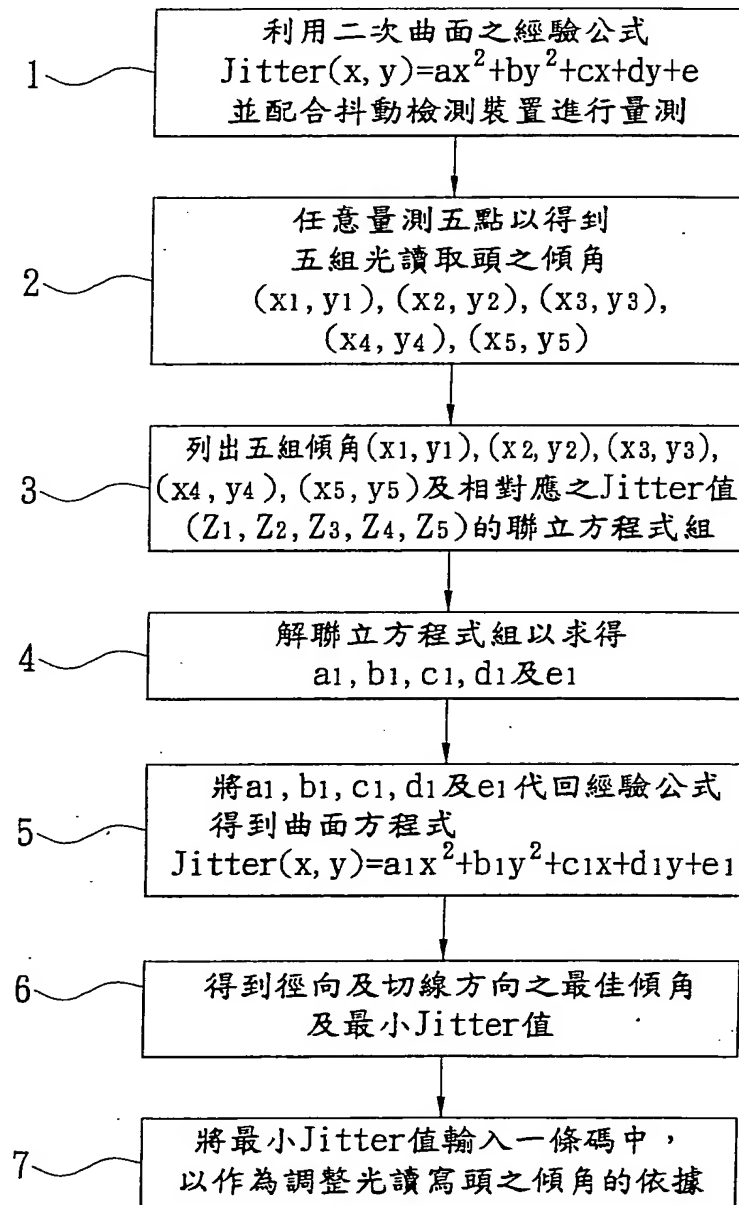 1
利用二次曲面之經驗公式
Jitter(x, y)=ax²+by²+cx+dy+e
並配合抖動檢測裝置進行量測
2
任意量測五點以得到
五組光讀取頭之傾角
(x1, y1), (x2, y2), (x3, y3),
(x4, y4), (x5, y5)
3
列出五組傾角(x1, y1), (x2, y2), (x3, y3),
(x4, y4), (x5, y5)及相對應之Jitter值
(Z1, Z2, Z3, Z4, Z5)的聯立方程式組
4
解聯立方程式組以求得
a1, b1, c1, d1及e1
5
將a1, b1, c1, d1及e1代回經驗公式
得到曲面方程式
Jitter(x, y)=a1x²+b1y²+c1x+d1y+e1
6
得到徑向及切線方向之最佳傾角
及最小Jitter值
7
將最小Jitter值輸入一條碼中，
以作為調整光讀寫頭之傾角的依據